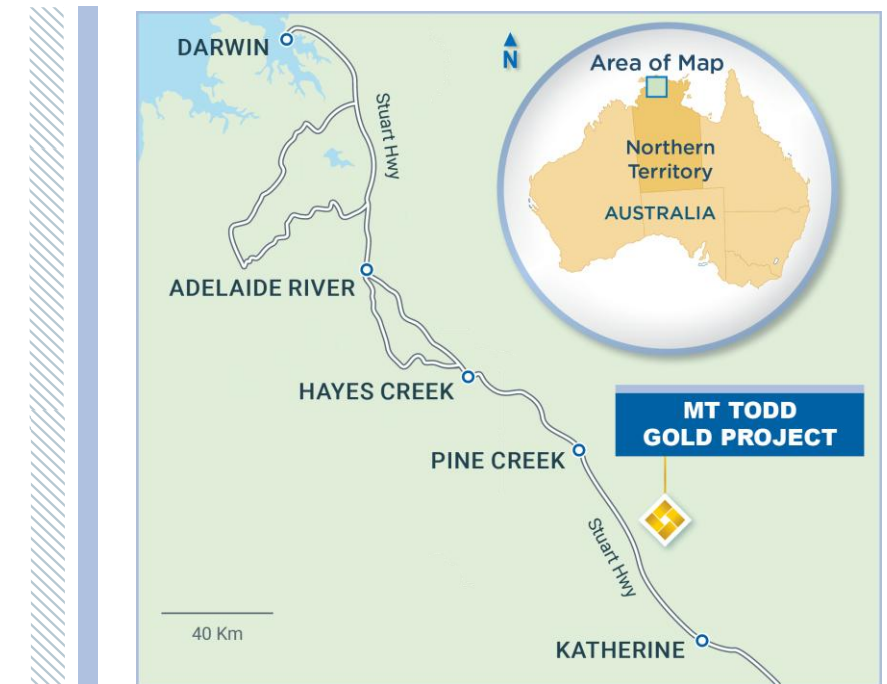 DARWIN
N
Area of Map
Stuart Hwy
Northern
Territory
AUSTRALIA
ADELAIDE RIVER
HAYES CREEK
MT TODD
GOLD PROJECT
PINE CREEK
Stuart Hwy
40 Km
KATHERINE